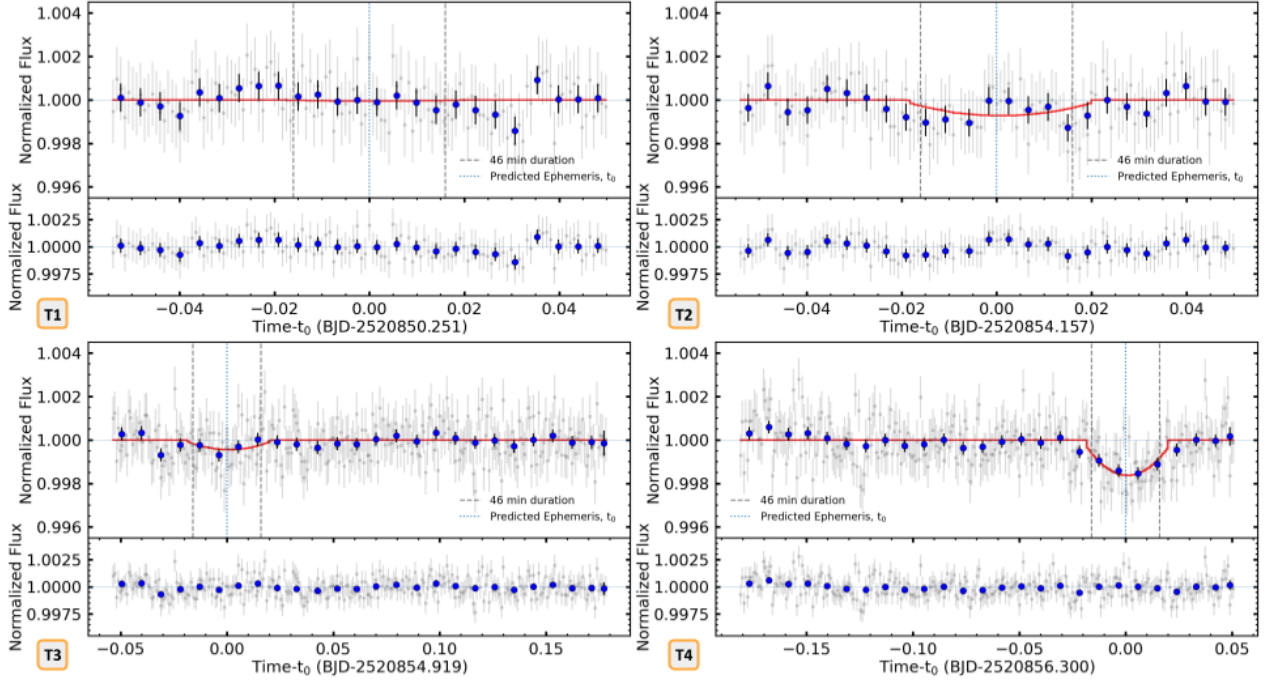 1.004
1.002
1.000
0.998
0.996
Normalized Flux
46 min duration
Predicted Ephemeris, t₀
1.0025
1.0000
0.9975
Normalized Flux
−0.04 −0.02 0.00 0.02 0.04
Time-t₀ (BJD-2520850.251)
T1
1.004
1.002
1.000
0.998
0.996
Normalized Flux
46 min duration
Predicted Ephemeris, t₀
1.0025
1.0000
0.9975
Normalized Flux
−0.04 −0.02 0.00 0.02 0.04
Time-t₀ (BJD-2520854.157)
T2
1.004
1.002
1.000
0.998
0.996
Normalized Flux
46 min duration
Predicted Ephemeris, t₀
1.0025
1.0000
0.9975
Normalized Flux
−0.05 0.00 0.05 0.10 0.15
Time-t₀ (BJD-2520854.919)
T3
1.004
1.002
1.000
0.998
0.996
Normalized Flux
46 min duration
Predicted Ephemeris, t₀
1.0025
1.0000
0.9975
Normalized Flux
−0.15 −0.10 −0.05 0.00 0.05
Time-t₀ (BJD-2520856.300)
T4